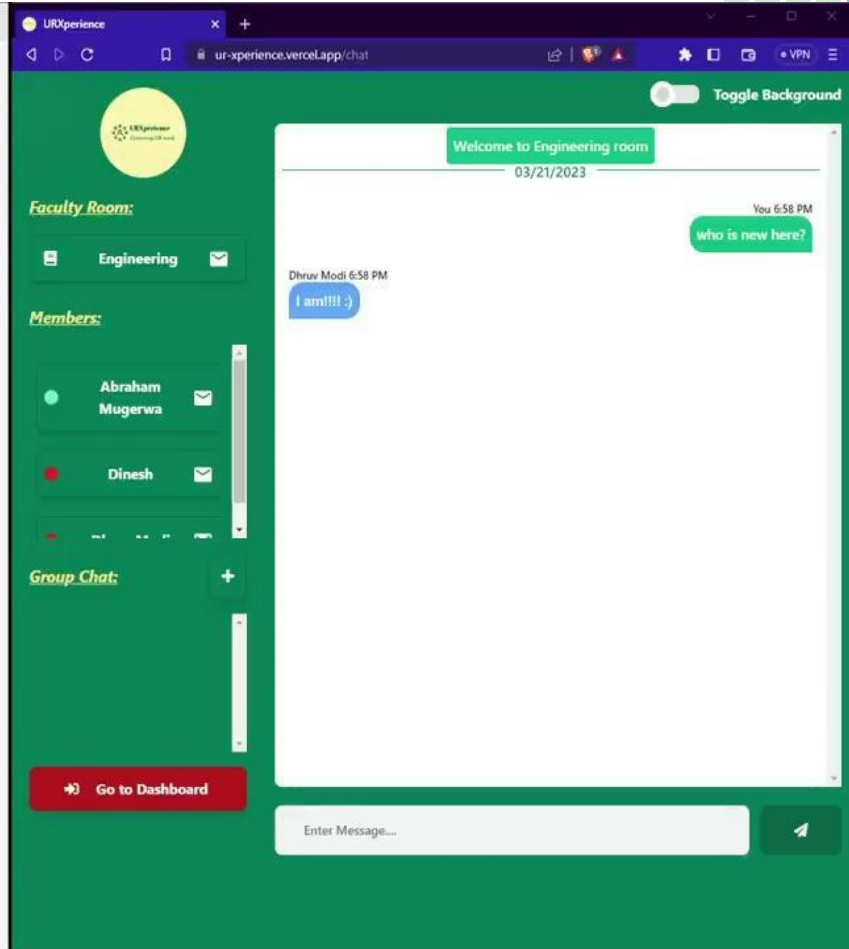 URXperience
ur-xperience.vercel.app/chat
VPN
Toggle Background
URXperience
Welcome to Engineering room
03/21/2023
Faculty Room:
You 6:58 PM
who is new here?
Engineering
Dhruv Modi 6:58 PM
I am!!!! :)
Members:
Abraham
Mugerwa
Dinesh
Group Chat:
+
Go to Dashboard
Enter Message....